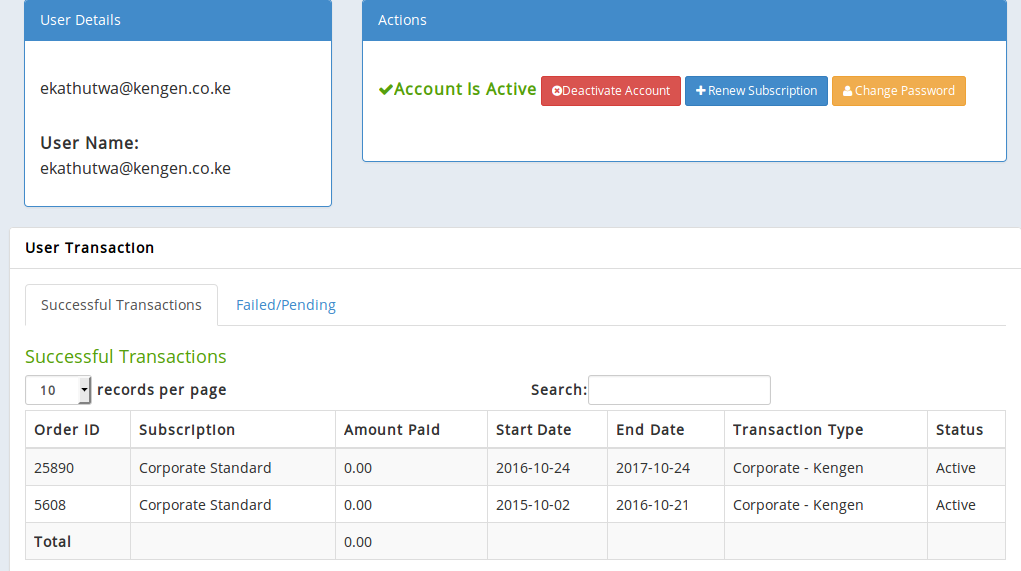 User Details
Actions
ekathutwa@kengen.co.ke
Account Is Active Deactivate Account Renew Subscription Change Password
User Name:
ekathutwa@kengen.co.ke
User Transaction
Successful Transactions Failed/Pending
Successful Transactions
10 records per page Search:
Order ID Subscription Amount Paid Start Date End Date Transaction Type Status
25890 Corporate Standard 0.00 2016-10-24 2017-10-24 Corporate - Kengen Active
5608 Corporate Standard 0.00 2015-10-02 2016-10-21 Corporate - Kengen Active
Total 0.00